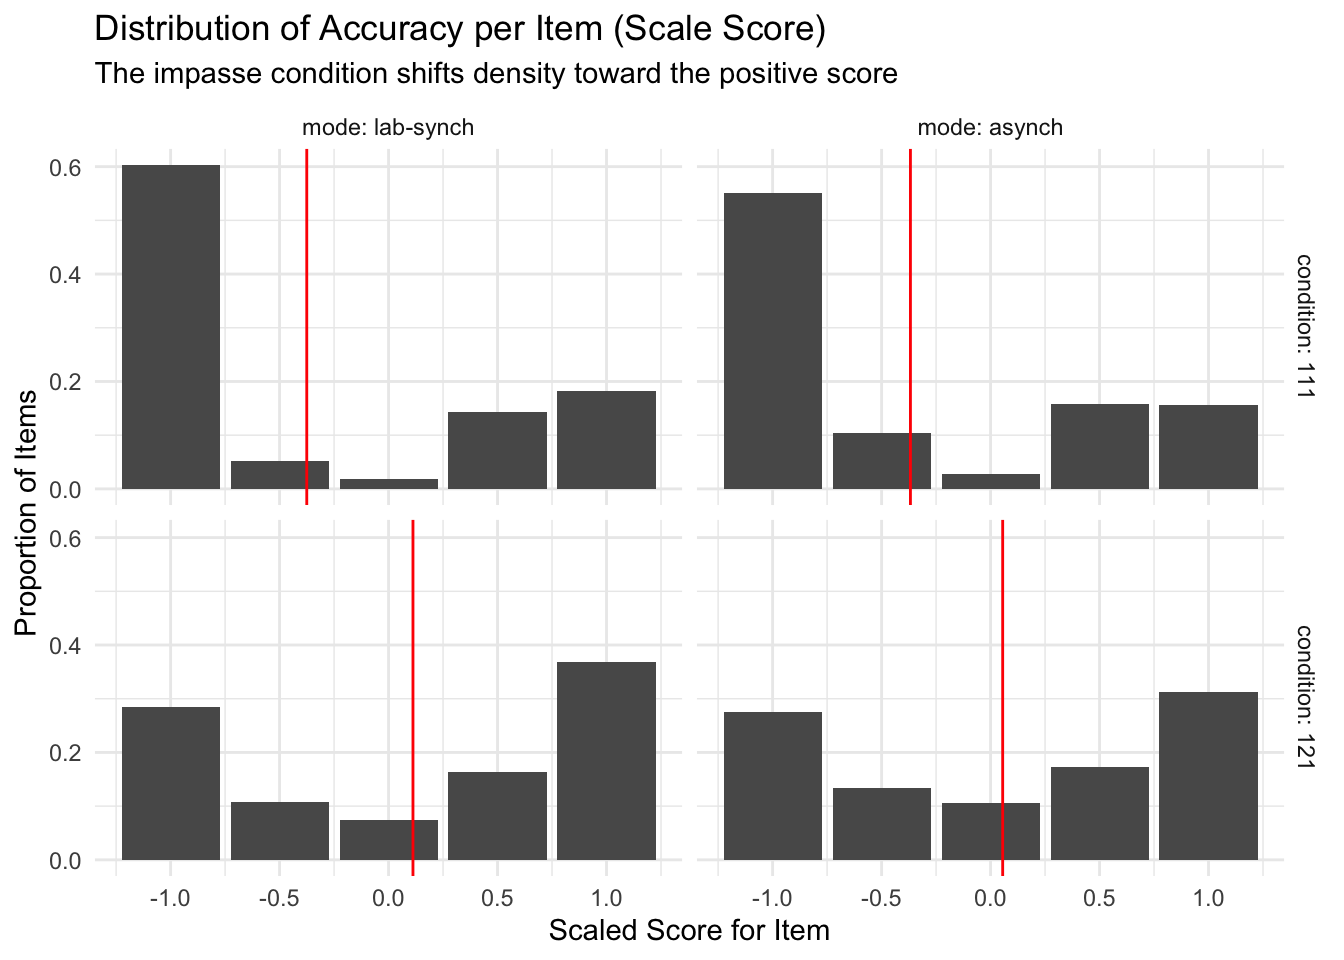 Distribution of Accuracy per Item (Scale Score)
The impasse condition shifts density toward the positive score
mode: lab-synch
mode: asynch
0.6
0.4
0.2
0.0
condition: 111
Proportion of Items
0.6
0.4
0.2
0.0
condition: 121
-1.0 -0.5 0.0 0.5 1.0
-1.0 -0.5 0.0 0.5 1.0
Scaled Score for Item